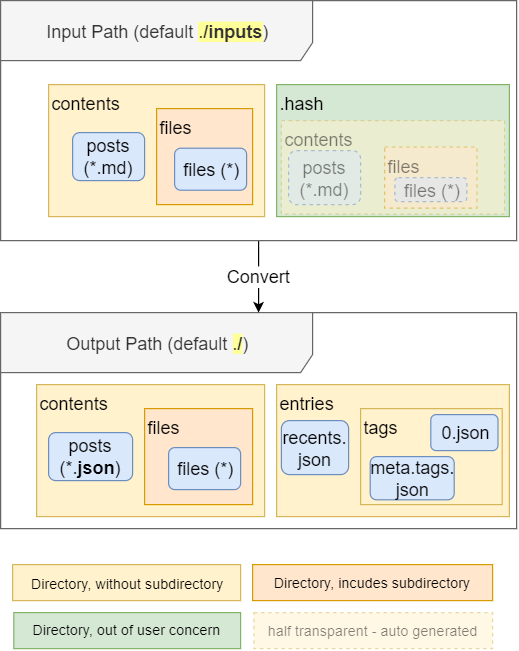 Input Path (default ./inputs)
contents
posts
(*.md)
files
files (*)
.hash
contents
posts
(*.md)
files
files (*)
Convert
Output Path (default ./)
contents
posts
(*.json)
files
files (*)
entries
recents.
json
tags
0.json
meta.tags.
json
Directory, without subdirectory
Directory, incudes subdirectory
Directory, out of user concern
half transparent - auto generated